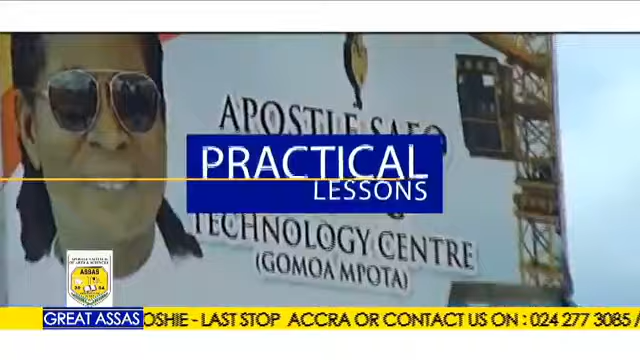 APOSTLE SAFO
PRACTICAL
LESSONS
TECHNOLOGY CENTRE
(GOMOA MPOTA)
ASSAS
GREAT ASSAS
OSHIE - LAST STOP ACCRA OR CONTACT US ON : 024 277 3085 /